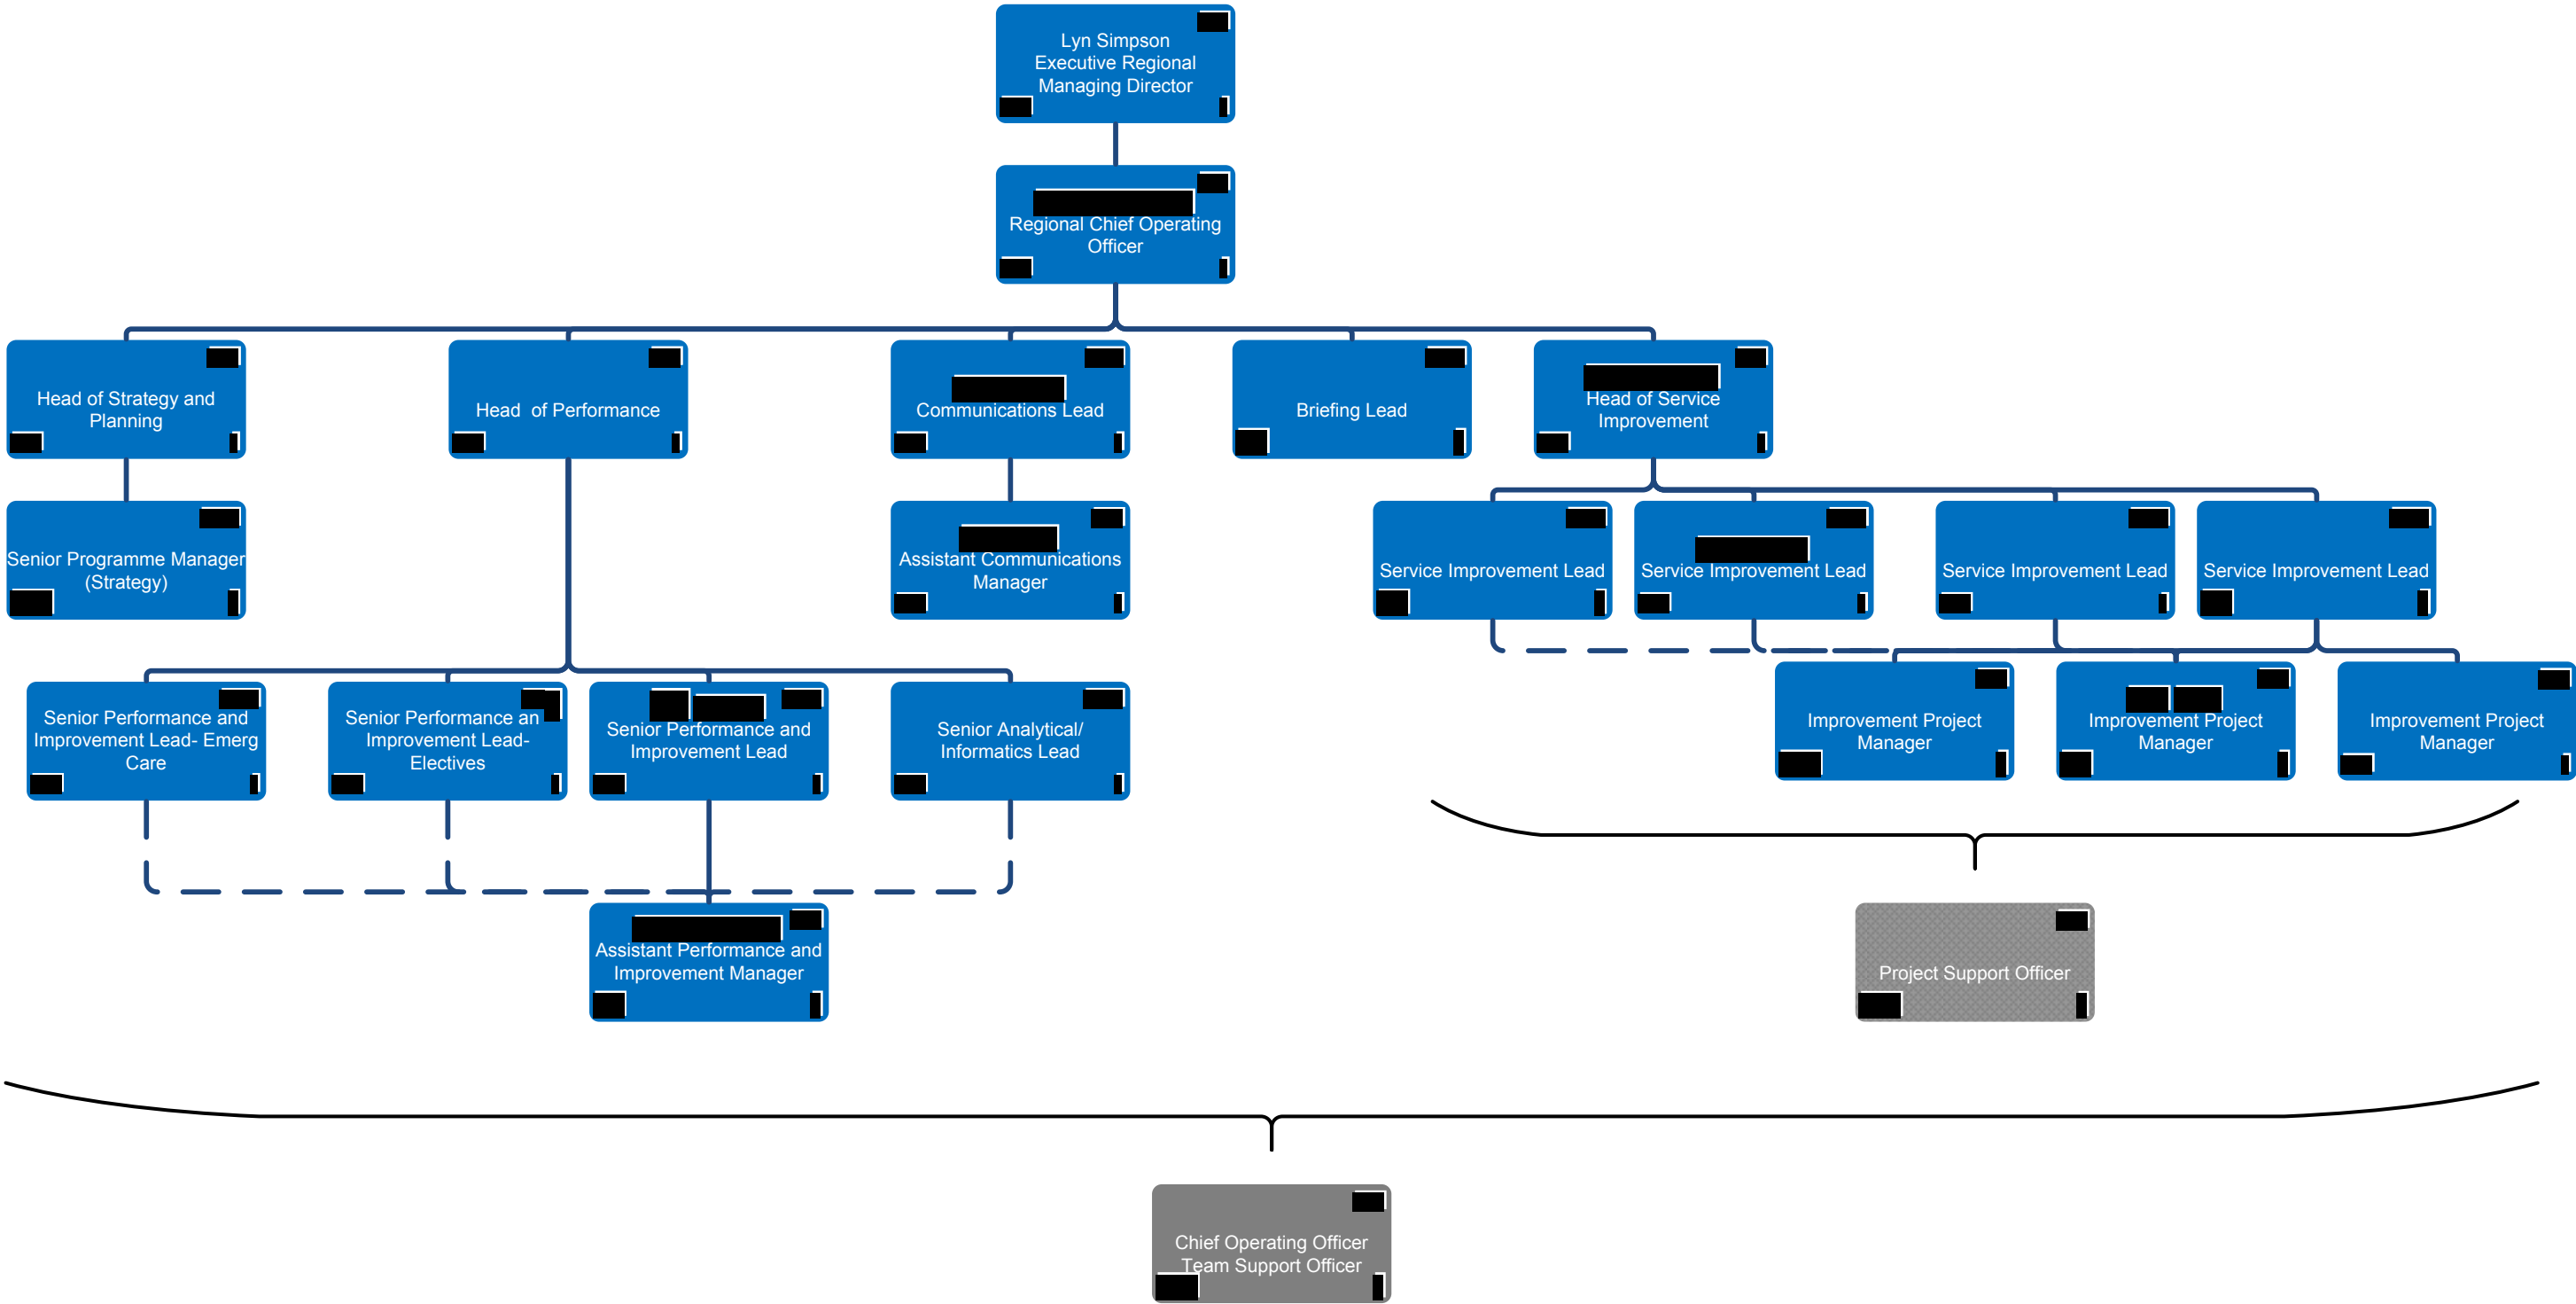 Lyn Simpson
Executive Regional
Managing Director
Regional Chief Operating
Officer
Head of Strategy and
Planning
Head  of Performance
Communications Lead
Briefing Lead
Head of Service
Improvement
Senior Programme Manager
(Strategy)
Assistant Communications
Manager
Service Improvement Lead
Service Improvement Lead
Service Improvement Lead
Service Improvement Lead
Senior Performance and
Improvement Lead- Emerg
Care
Senior Performance an
Improvement Lead-
Electives
Senior Performance and
Improvement Lead
Senior Analytical/
Informatics Lead
Improvement Project
Manager
Improvement Project
Manager
Improvement Project
Manager
Assistant Performance and
Improvement Manager
Project Support Officer
Chief Operating Officer
Team Support Officer